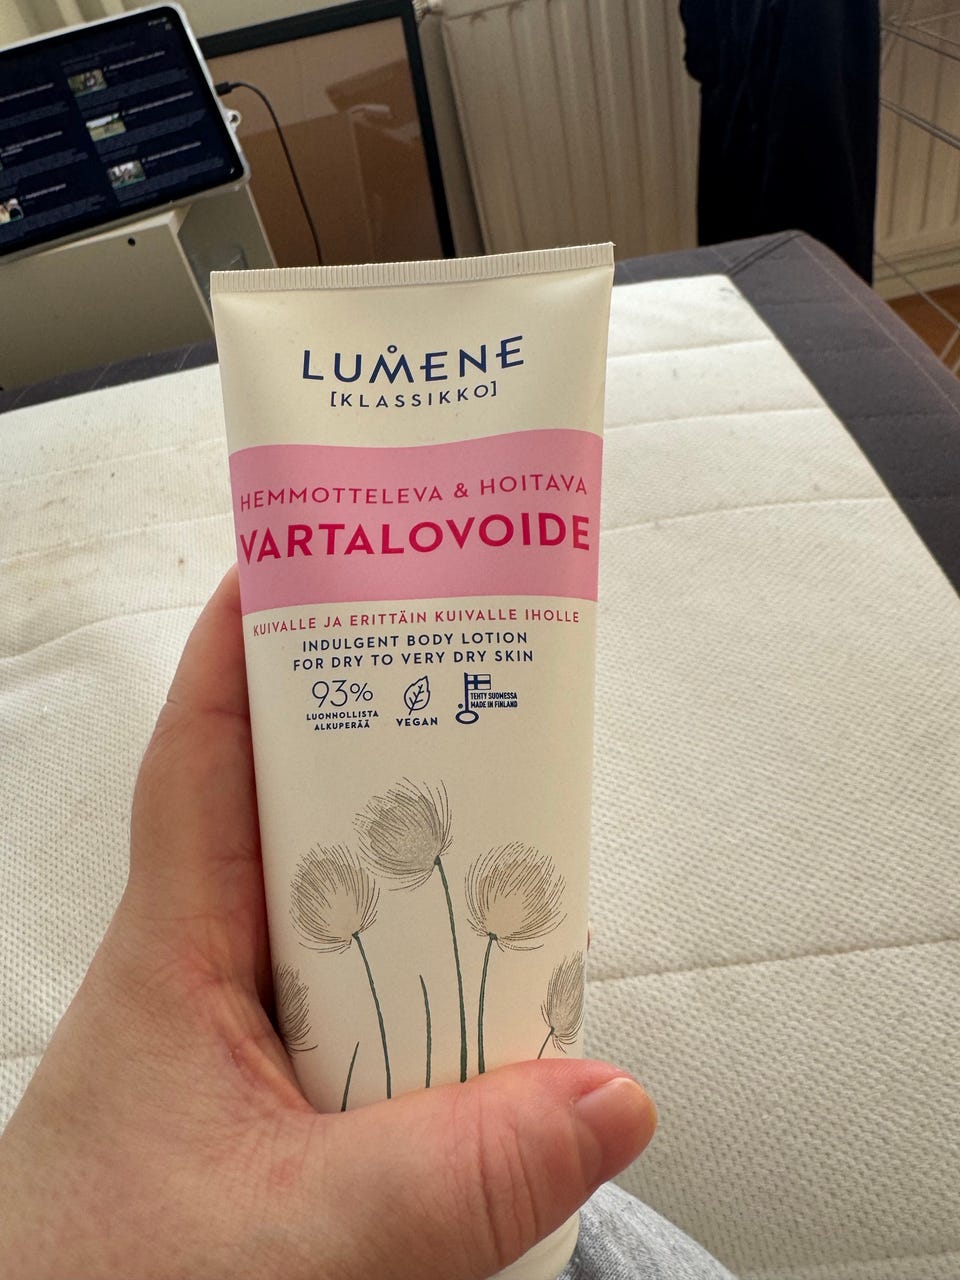 LUMENE
[KLASSIKKO]
HEMMOTTELEVA & HOITAVA
VARTALOVOIDE
KUIVALLE JA ERITTÄIN KUIVALLE IHOLLE
INDULGENT BODY LOTION
FOR DRY TO VERY DRY SKIN
93%
LUONNOLLISTA
ALKUPERÄÄ
VEGAN
TEHTY SUOMESSA
MADE IN FINLAND